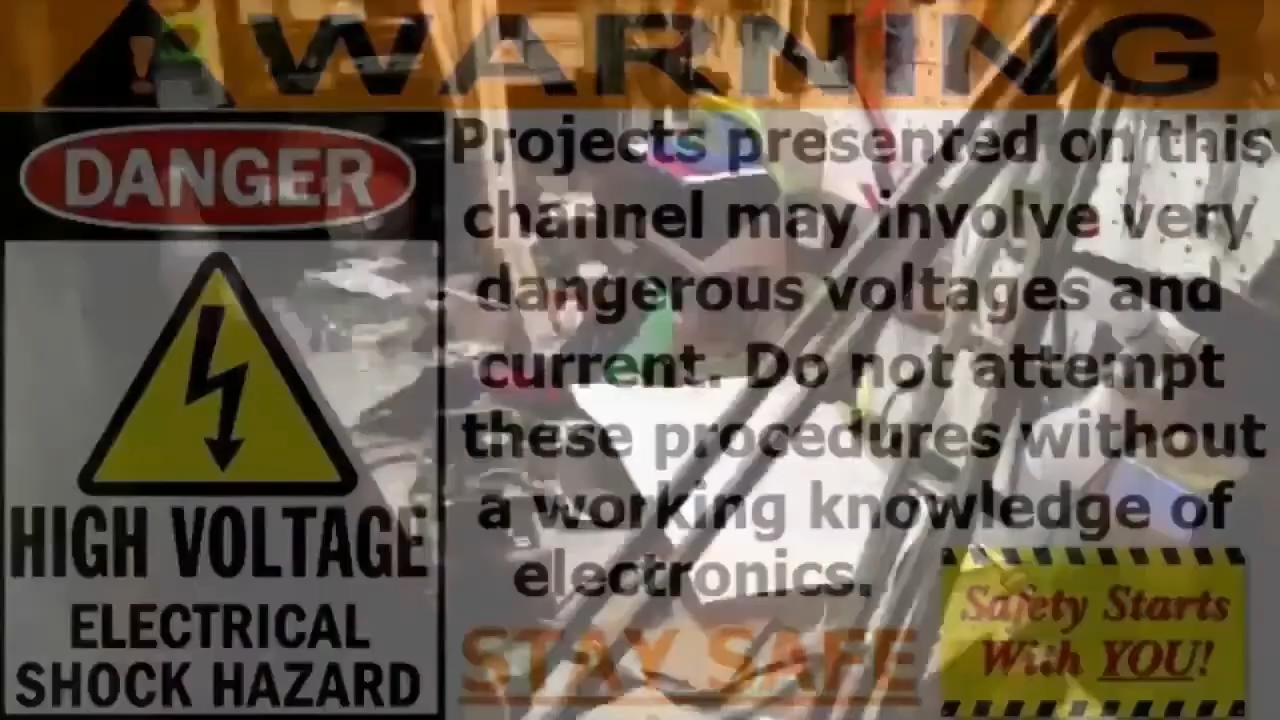 WARNING
DANGER
HIGH VOLTAGE
ELECTRICAL
SHOCK HAZARD
Projects presented on this
channel may involve very
dangerous voltages and
current. Do not attempt
these procedures without
a working knowledge of
electronics.
STAY SAFE
Safety Starts
With YOU!